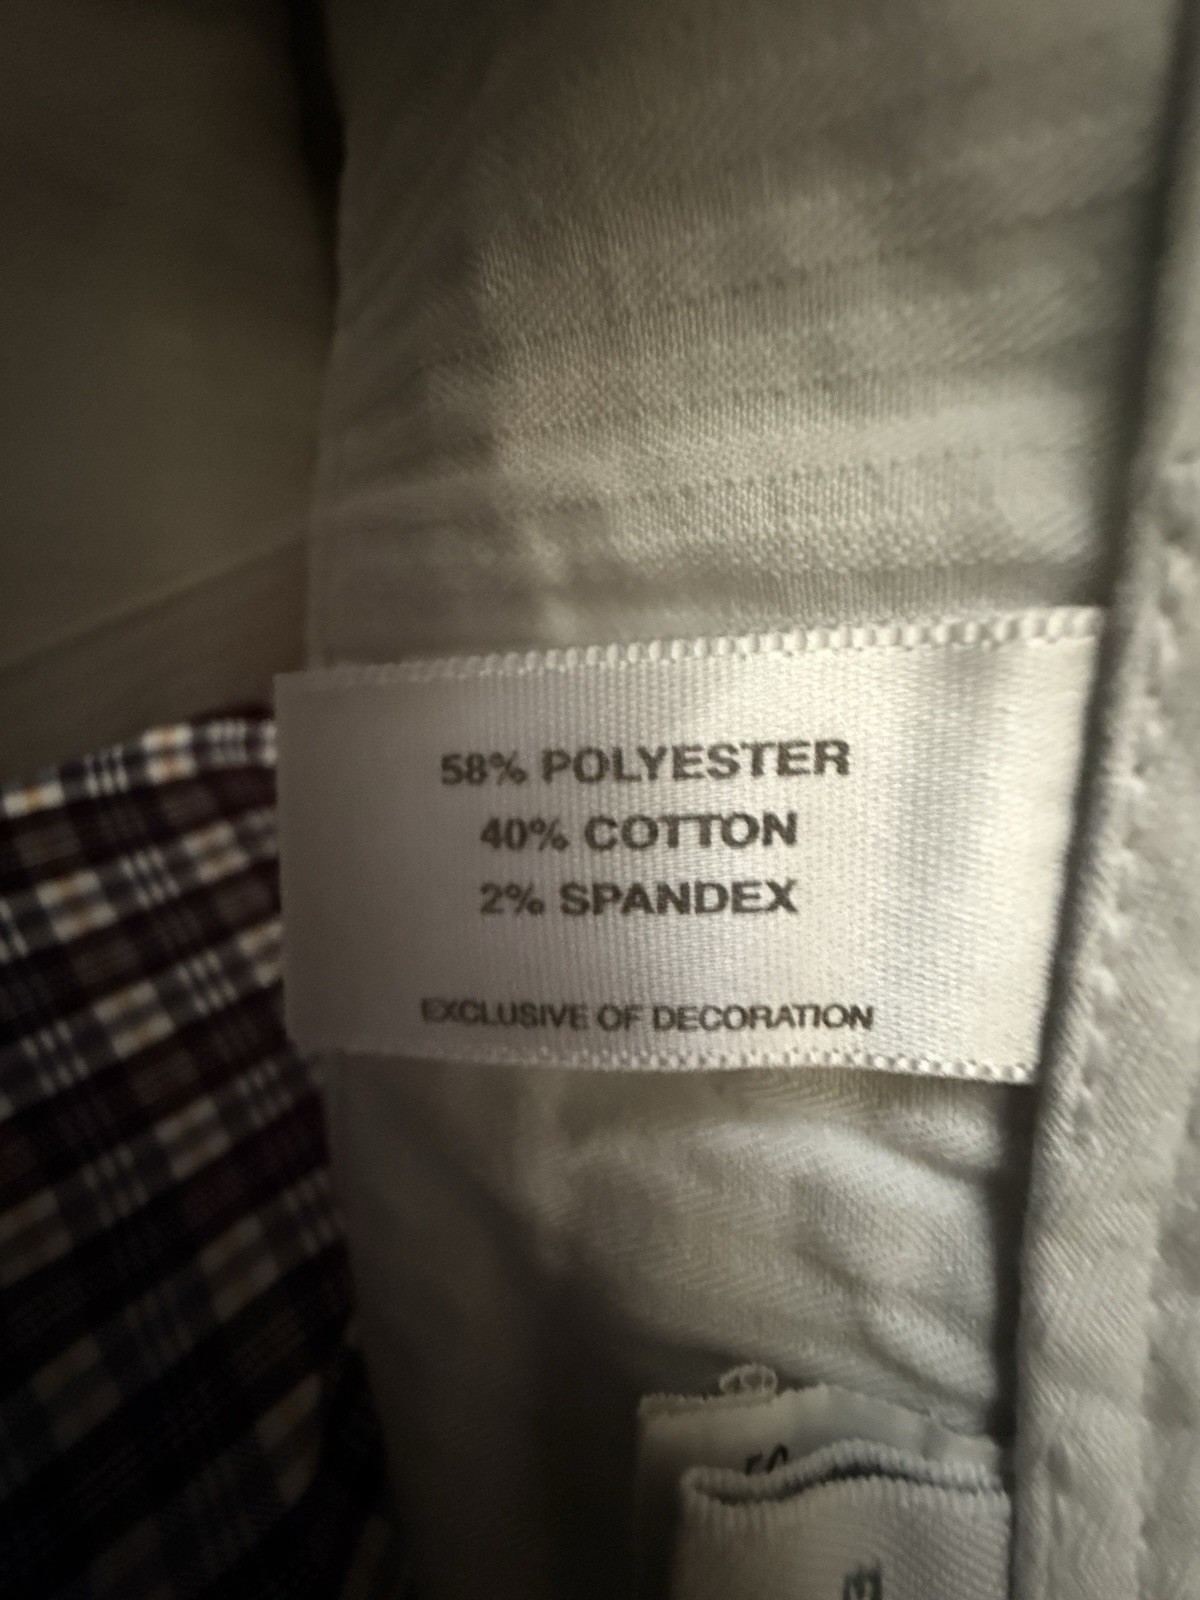 58% POLYESTER
40% COTTON
2% SPANDEX
EXCLUSIVE OF DECORATION